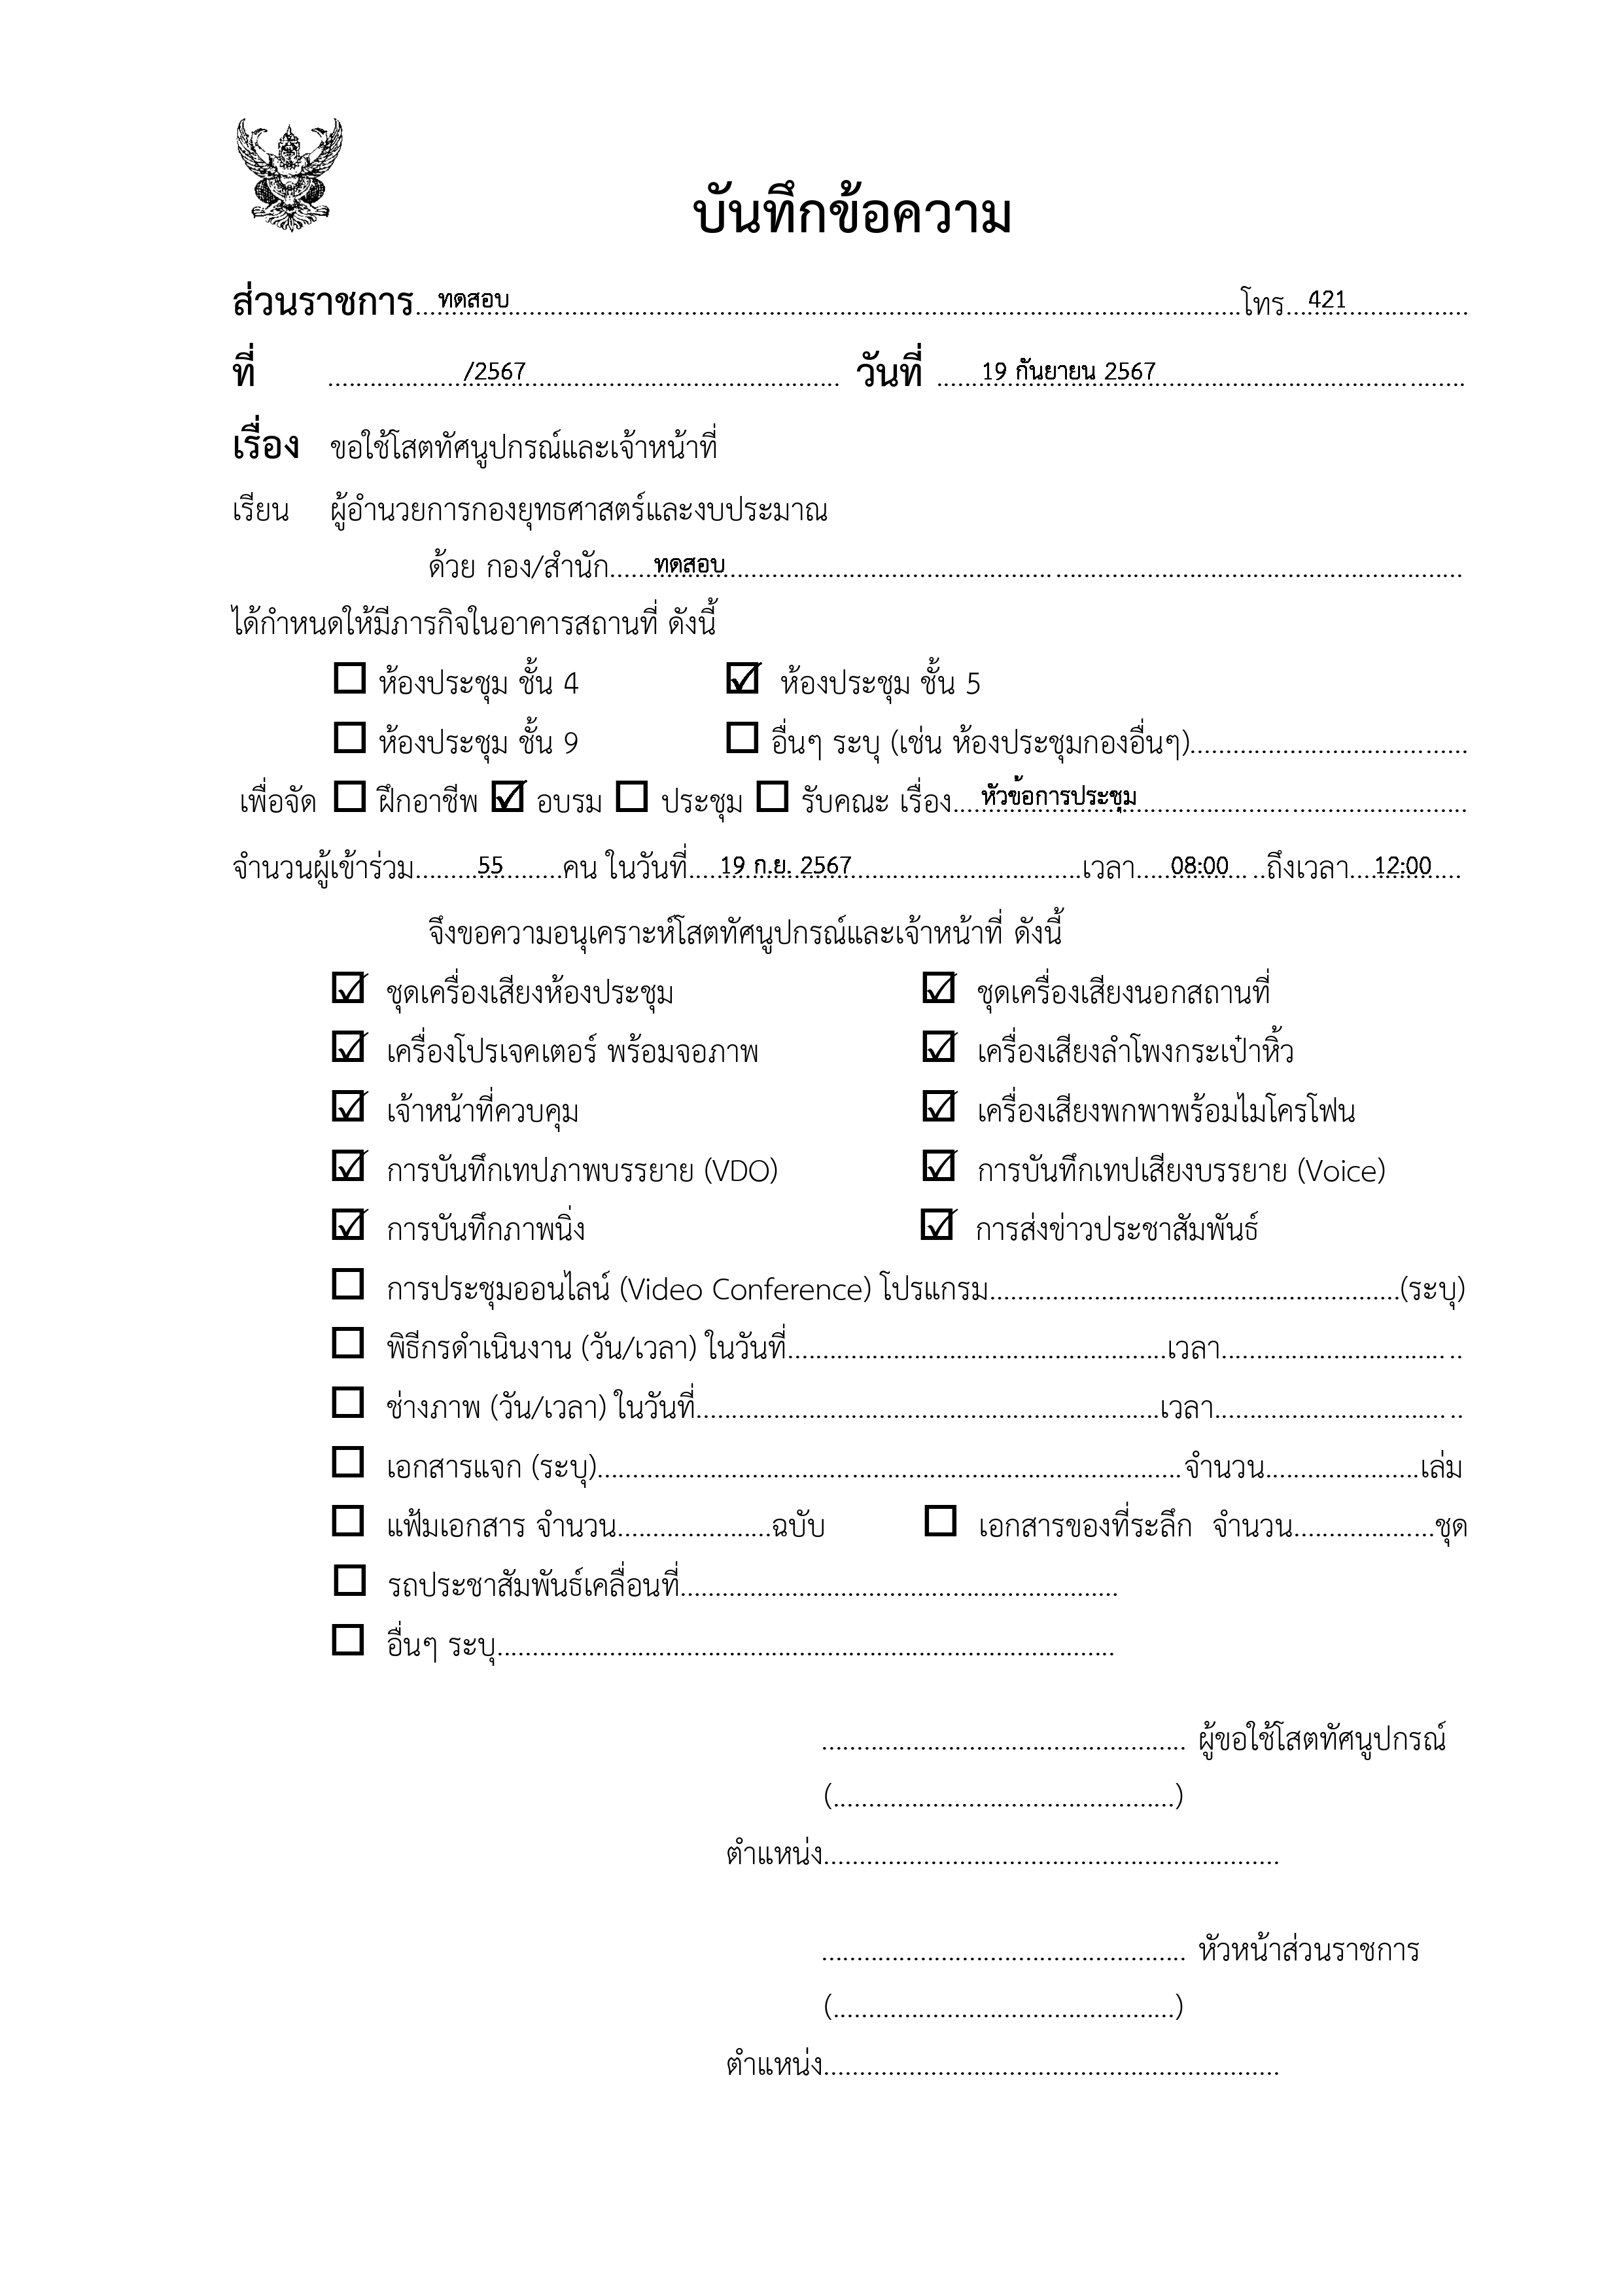 บันทึกข้อความ
ส่วนราชการ.....ทดสอบ..........................................................................โทร...421..............
ที่ ................/2567.................................... วันที่ .....19 กันยายน 2567..............................
เรื่อง ขอใช้โสตทัศนูปกรณ์และเจ้าหน้าที่
เรียน ผู้อำนวยการกองยุทธศาสตร์และงบประมาณ
ด้วย กอง/สำนัก.....ทดสอบ..........................................................................
ได้กำหนดให้มีภารกิจในอาคารสถานที่ ดังนี้
☐ ห้องประชุม ชั้น 4 ☑ ห้องประชุม ชั้น 5
☐ ห้องประชุม ชั้น 9 ☐ อื่นๆ ระบุ (เช่น ห้องประชุมกองอื่นๆ)........................................
เพื่อจัด ☐ ฝึกอาชีพ ☑ อบรม ☐ ประชุม ☐ รับคณะ เรื่อง....หัวข้อการประชุม........................................
จำนวนผู้เข้าร่วม.........55.........คน ในวันที่....19 ก.ย. 2567................................เวลา.....08:00.....ถึงเวลา....12:00....
จึงขอความอนุเคราะห์โสตทัศนูปกรณ์และเจ้าหน้าที่ ดังนี้
☑ ชุดเครื่องเสียงห้องประชุม ☑ ชุดเครื่องเสียงนอกสถานที่
☑ เครื่องโปรเจคเตอร์ พร้อมจอภาพ ☑ เครื่องเสียงลำโพงกระเป๋าหิ้ว
☑ เจ้าหน้าที่ควบคุม ☑ เครื่องเสียงพกพาพร้อมไมโครโฟน
☑ การบันทึกเทปภาพบรรยาย (VDO) ☑ การบันทึกเทปเสียงบรรยาย (Voice)
☑ การบันทึกภาพนิ่ง ☑ การส่งข่าวประชาสัมพันธ์
☐ การประชุมออนไลน์ (Video Conference) โปรแกรม............................................................(ระบุ)
☐ พิธีกรดำเนินงาน (วัน/เวลา) ในวันที่......................................................เวลา..................................
☐ ช่างภาพ (วัน/เวลา) ในวันที่..................................................................เวลา....................................
☐ เอกสารแจก (ระบุ)....................................................................................จำนวน......................เล่ม
☐ แฟ้มเอกสาร จำนวน......................ฉบับ ☐ เอกสารของที่ระลึก จำนวน....................ชุด
☐ รถประชาสัมพันธ์เคลื่อนที่...............................................................
☐ อื่นๆ ระบุ.........................................................................................
.................................................... ผู้ขอใช้โสตทัศนูปกรณ์
(.................................................)
ตำแหน่ง.................................................................
.................................................... หัวหน้าส่วนราชการ
(.................................................)
ตำแหน่ง.................................................................